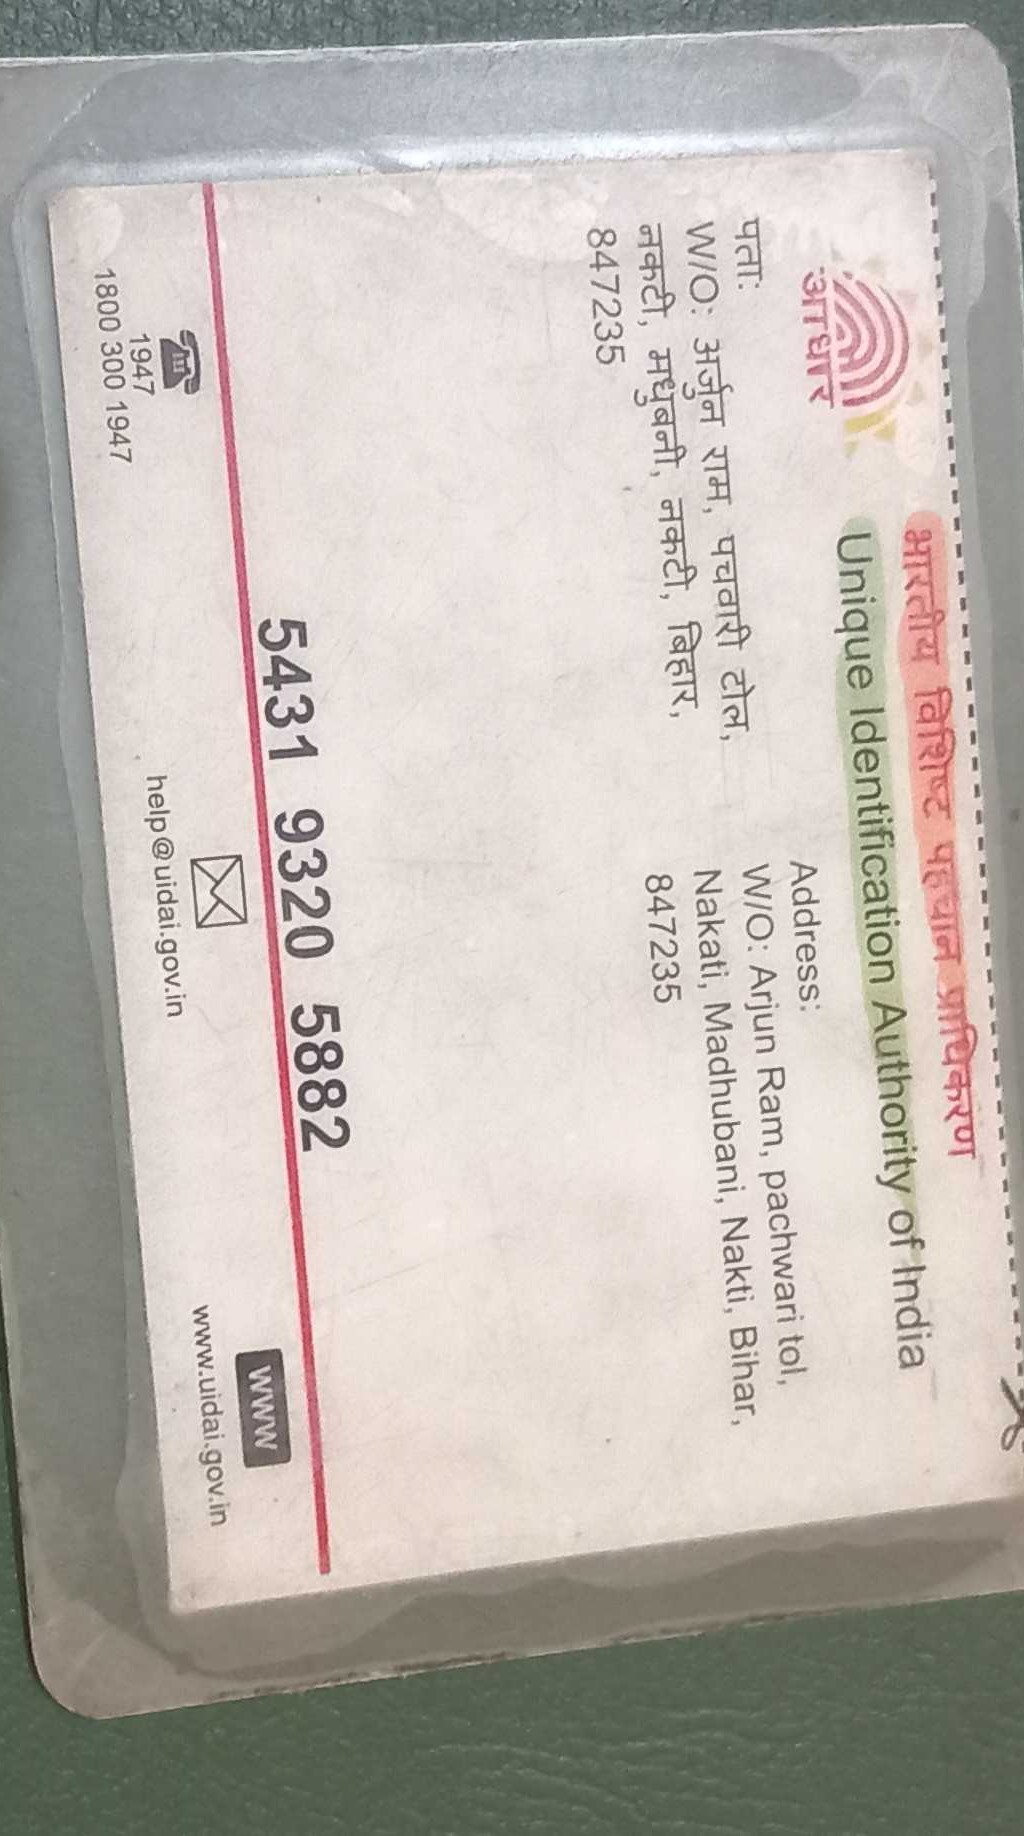 भारतीय विशिष्ट पहचान प्राधिकरण
Unique Identification Authority of India
आधार
पता:
W/O: अर्जुन राम, पचवारी टोल,
नकटी, मधुबनी, नकटी, बिहार,
847235
Address:
W/O: Arjun Ram, pachwari tol,
Nakati, Madhubani, Nakti, Bihar,
847235
5431 9320 5882
1947
1800 300 1947
help@uidai.gov.in
www
www.uidai.gov.in